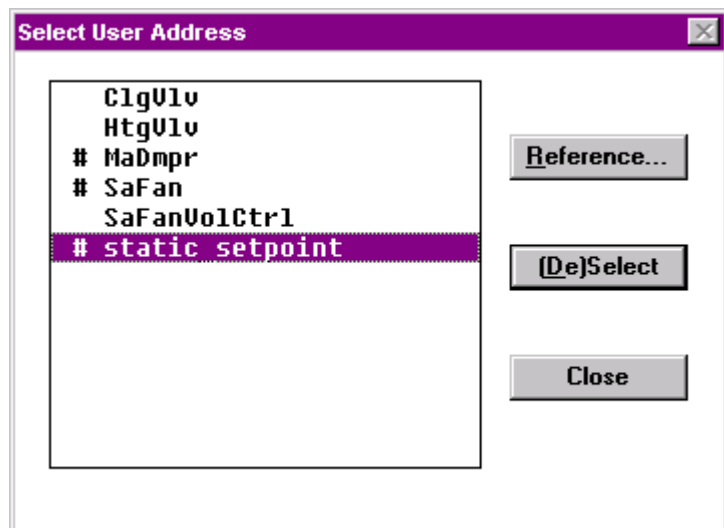 Select User Address
ClgVlv
HtgVlv
# MaDmpr
# SaFan
SaFanVolCtrl
# static setpoint
Reference...
(De)Select
Close